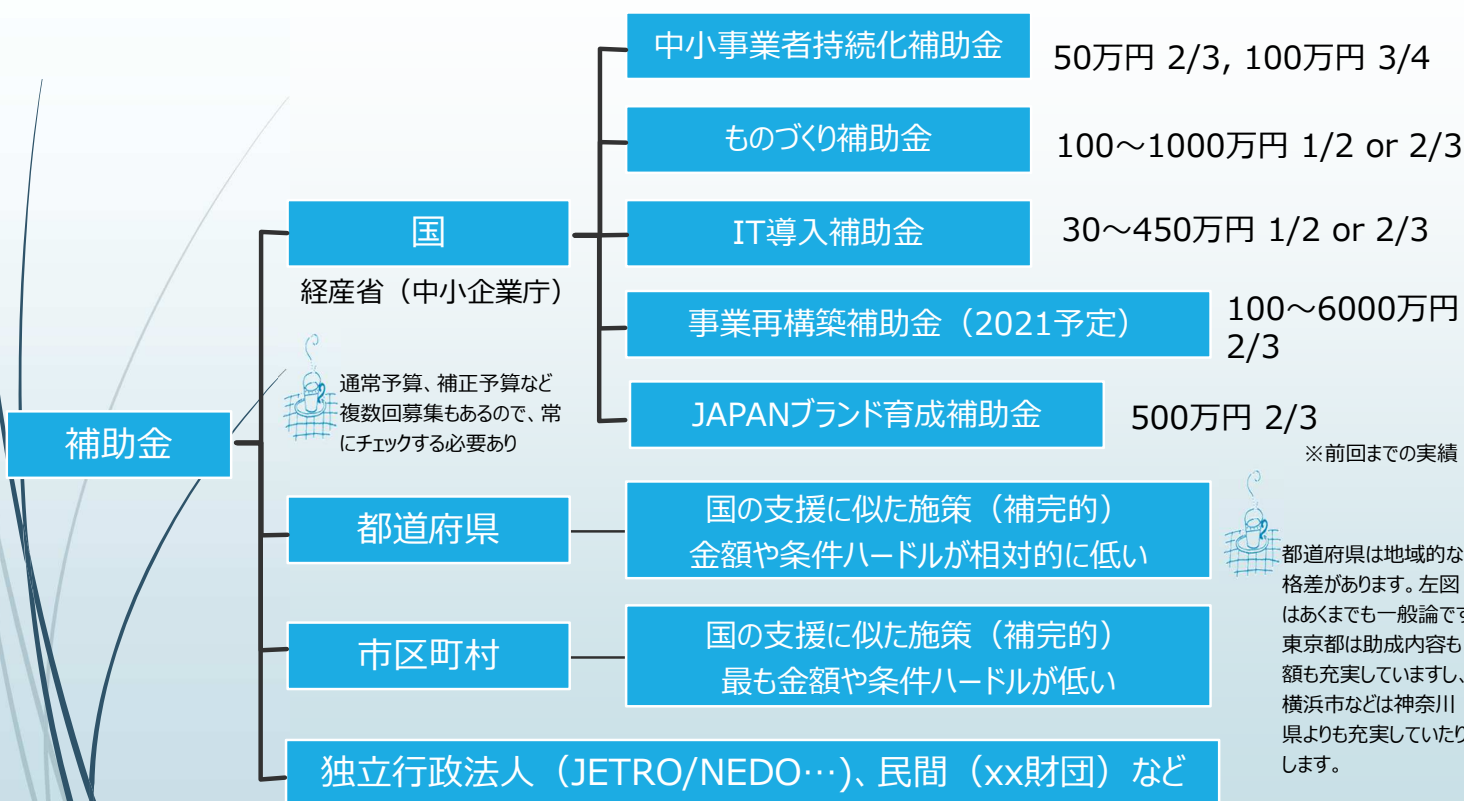 補助金
国
経産省（中小企業庁）
通常予算、補正予算など
複数回募集もあるので、常
にチェックする必要あり
中小事業者持続化補助金
50万円 2/3, 100万円 3/4
ものづくり補助金
100～1000万円 1/2 or 2/3
IT導入補助金
30～450万円 1/2 or 2/3
事業再構築補助金（2021予定）
100～6000万円
2/3
JAPANブランド育成補助金
500万円 2/3
※前回までの実績
都道府県
国の支援に似た施策（補完的）
金額や条件ハードルが相対的に低い
都道府県は地域的な
格差があります。左図
はあくまでも一般論です
東京都は助成内容も
額も充実していますし、
横浜市などは神奈川
県よりも充実していたり
します。
市区町村
国の支援に似た施策（補完的）
最も金額や条件ハードルが低い
独立行政法人（JETRO/NEDO…）、民間（xx財団）など